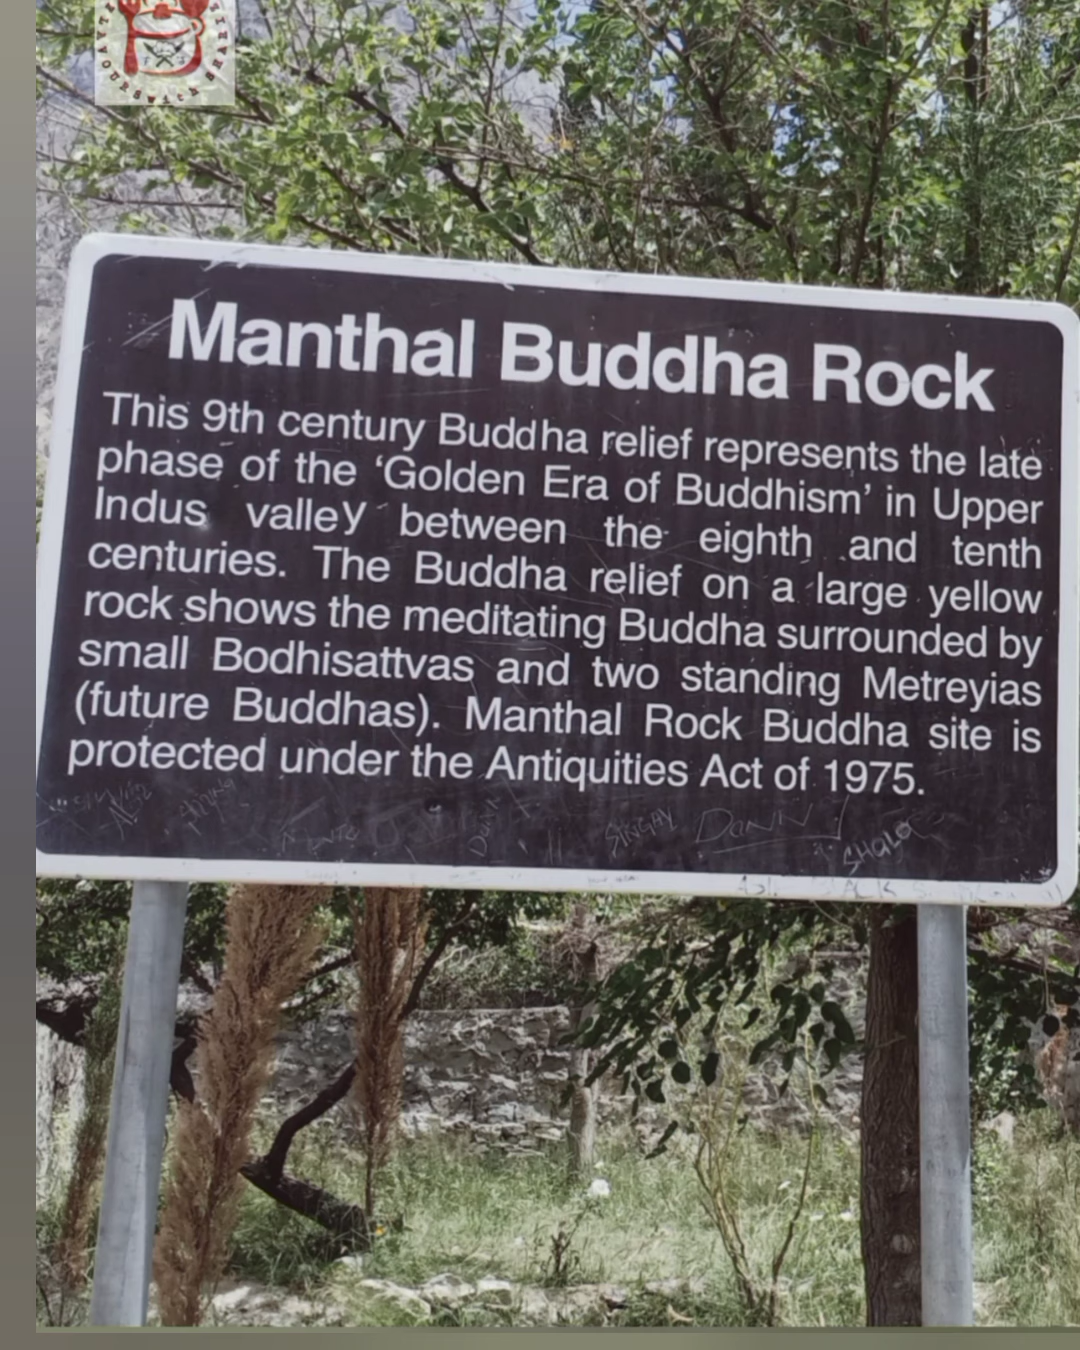 Manthal Buddha Rock
This 9th century Buddha relief represents the late
phase of the ‘Golden Era of Buddhism’ in Upper
Indus valley between the eighth and tenth
centuries. The Buddha relief on a large yellow
rock shows the meditating Buddha surrounded by
small Bodhisattvas and two standing Metreyias
(future Buddhas). Manthal Rock Buddha site is
protected under the Antiquities Act of 1975.
SHALO